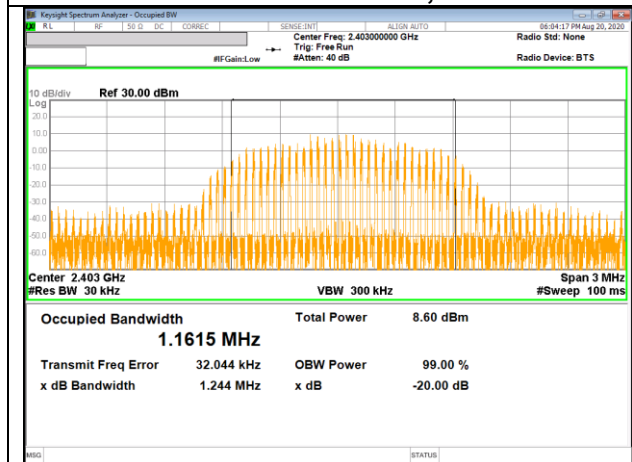 Keysight Spectrum Analyzer - Occupied BW
RL RF 50 Ω DC CORREC SENSE:INT ALIGN AUTO 06:04:17 PM Aug 20, 2020
Center Freq: 2.403000000 GHz Radio Std: None
Trig: Free Run
#IFGain:Low #Atten: 40 dB Radio Device: BTS
10 dB/div Ref 30.00 dBm
Log
20.0
10.0
0.00
-10.0
-20.0
-30.0
-40.0
-50.0
-60.0
Center 2.403 GHz Span 3 MHz
#Res BW 30 kHz VBW 300 kHz #Sweep 100 ms
Occupied Bandwidth Total Power 8.60 dBm
1.1615 MHz
Transmit Freq Error 32.044 kHz OBW Power 99.00 %
x dB Bandwidth 1.244 MHz x dB -20.00 dB
MSG STATUS